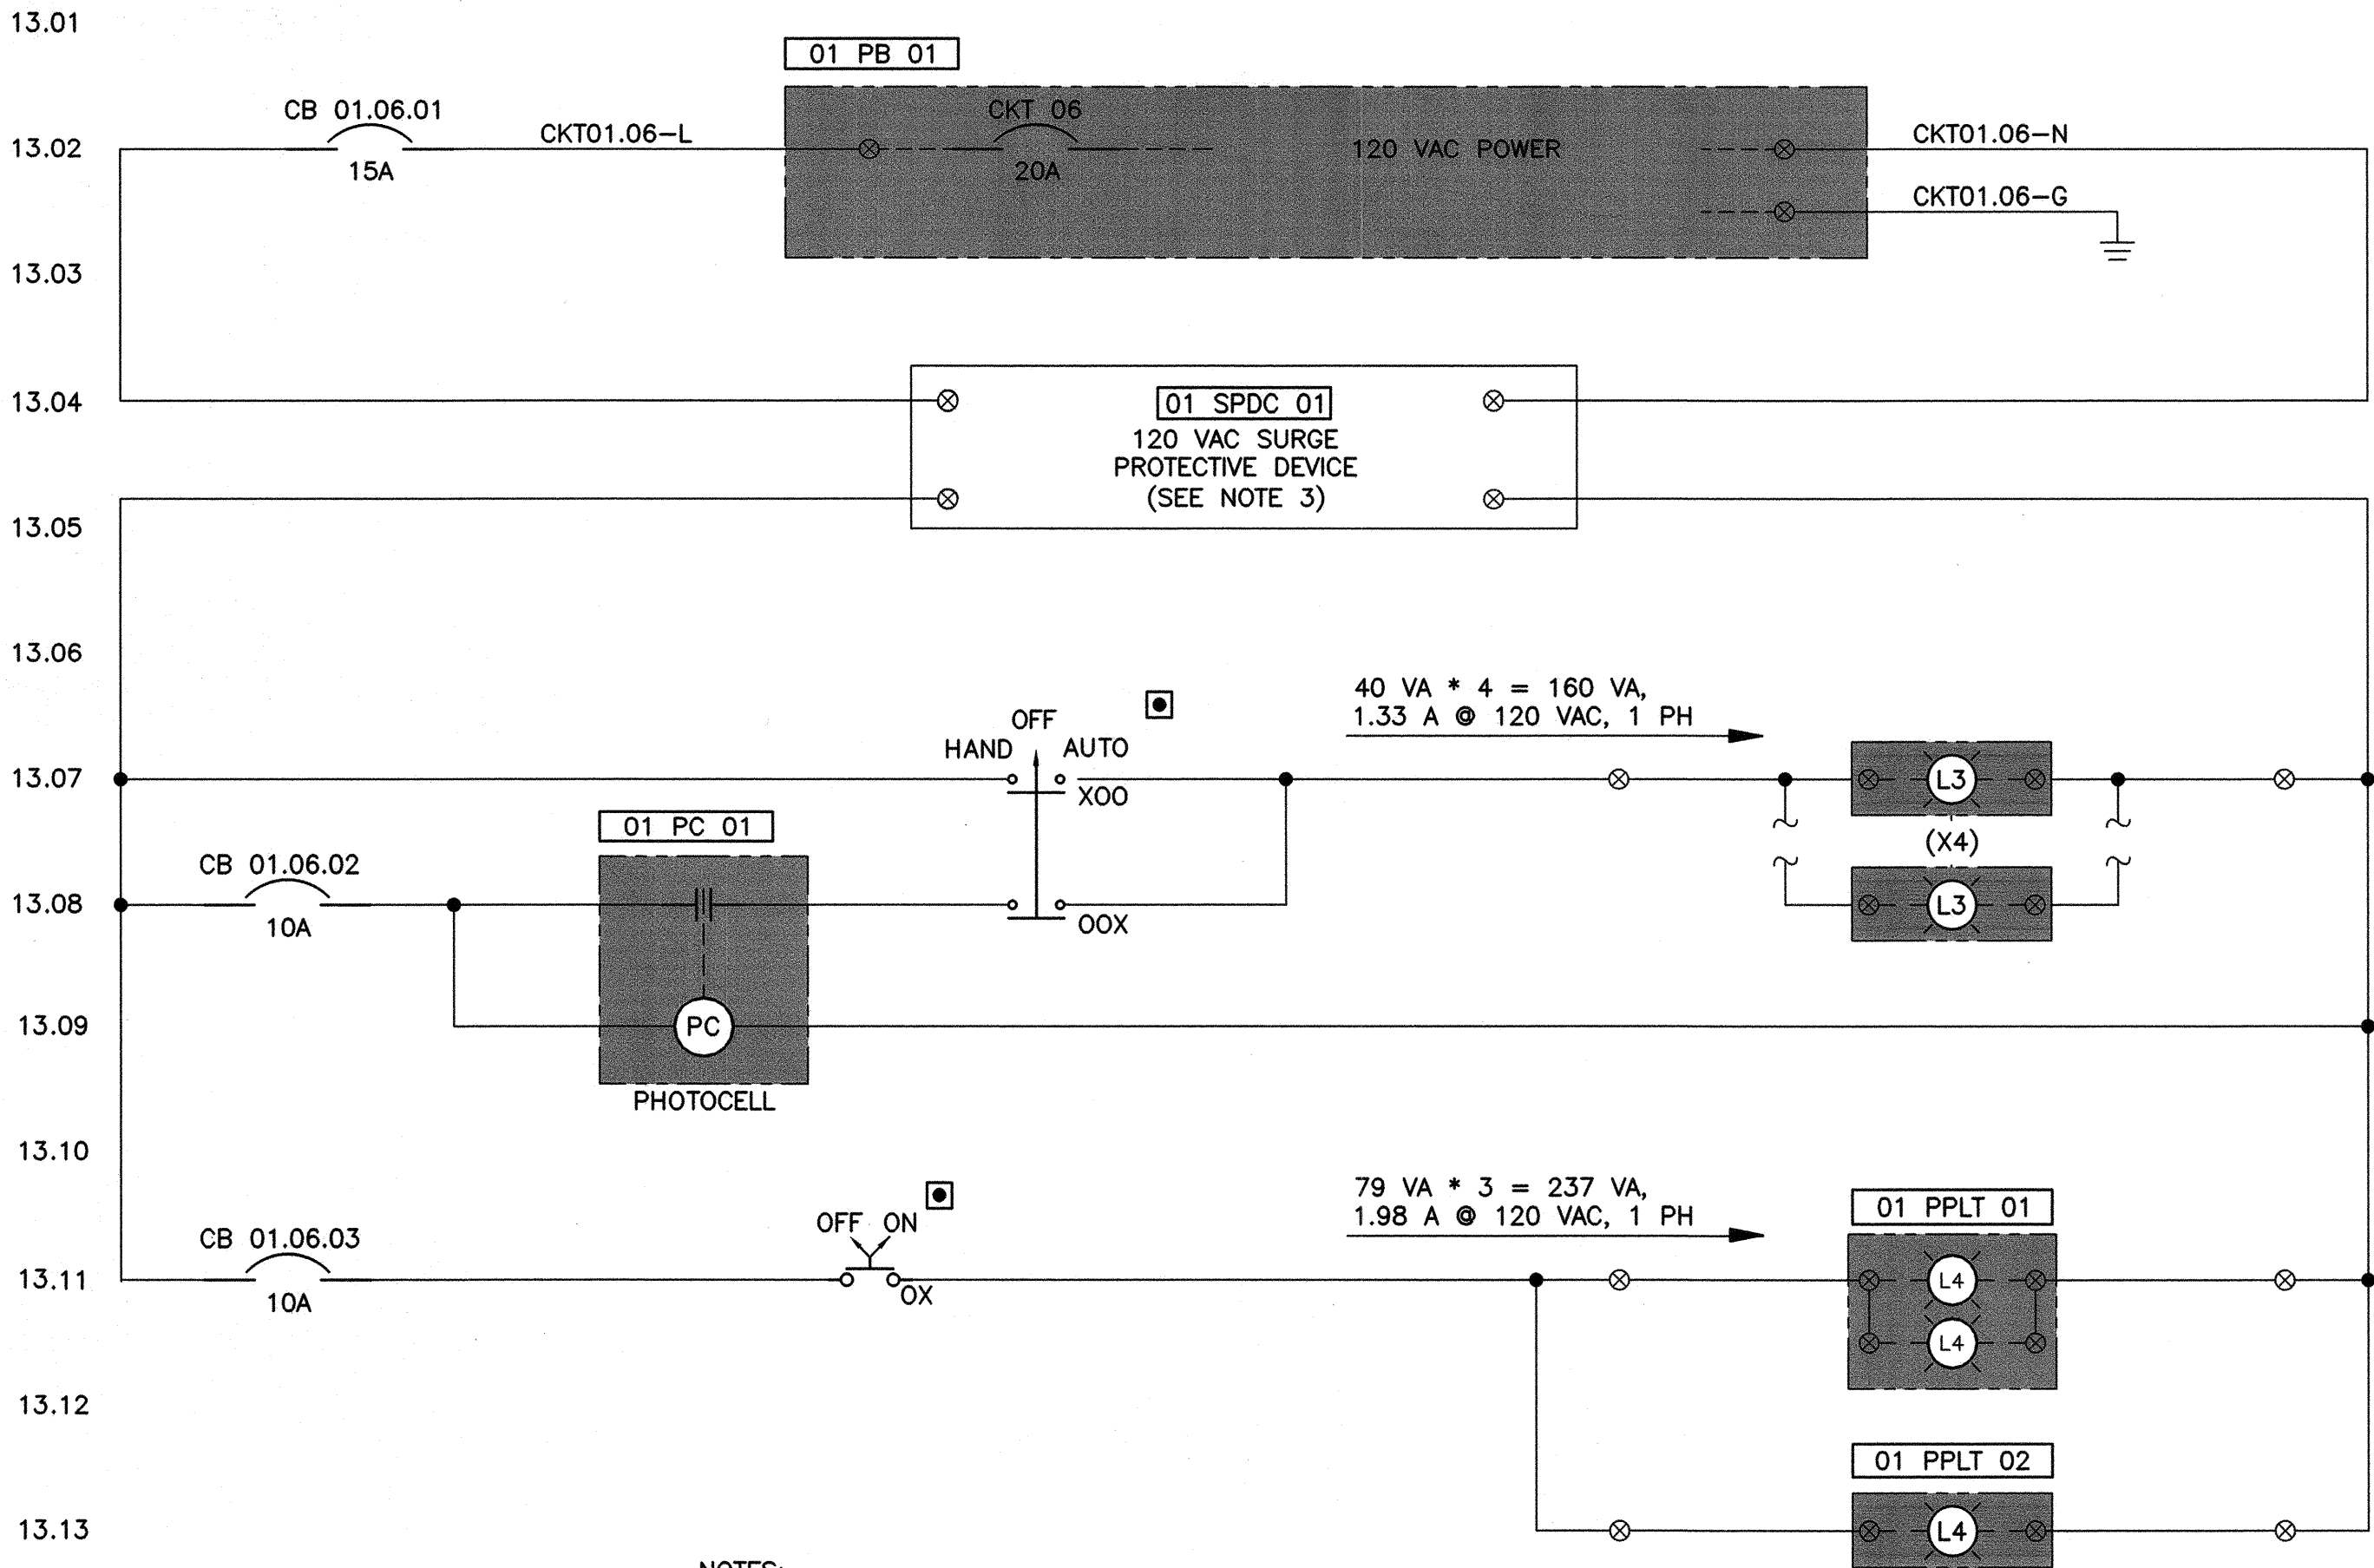 13.01
01 PB 01
CB 01.06.01
CKT 06
13.02
CKT01.06-L
120 VAC POWER
CKT01.06-N
15A
20A
CKT01.06-G
13.03
13.04
01 SPDC 01
120 VAC SURGE
PROTECTIVE DEVICE
(SEE NOTE 3)
13.05
13.06
40 VA * 4 = 160 VA,
1.33 A @ 120 VAC, 1 PH
OFF
HAND AUTO
13.07
XOO
L3
01 PC 01
(X4)
CB 01.06.02
13.08
10A
OOX
L3
13.09
PC
PHOTOCELL
13.10
79 VA * 3 = 237 VA,
1.98 A @ 120 VAC, 1 PH
01 PPLT 01
OFF ON
CB 01.06.03
13.11
10A
OX
L4
L4
13.12
01 PPLT 02
13.13
L4
NOTES: